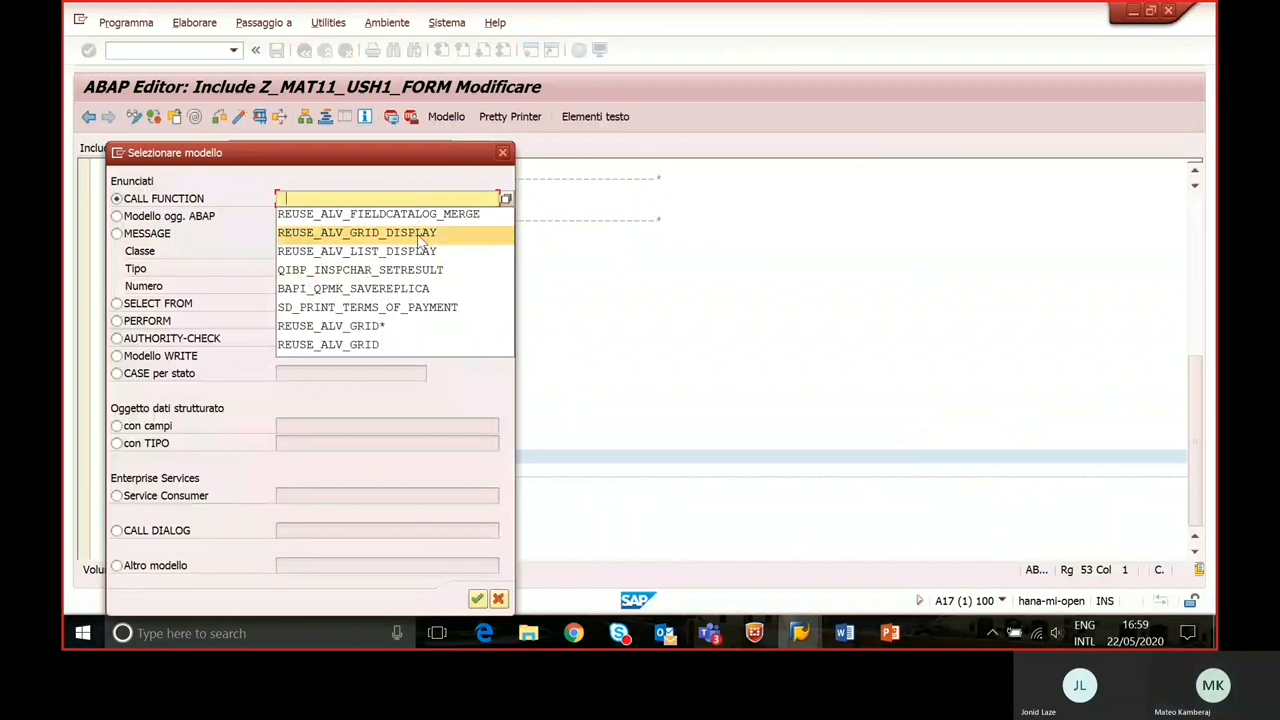 Programma Elaborare Passaggio a Utilities Ambiente Sistema Help
ABAP Editor: Include Z_MAT11_USH1_FORM Modificare
Modello Pretty Printer Elementi testo
Inclu
Selezionare modello
Enunciati
CALL FUNCTION
Modello ogg. ABAP
MESSAGE
Classe
Tipo
Numero
SELECT FROM
PERFORM
AUTHORITY-CHECK
Modello WRITE
CASE per stato
REUSE_ALV_FIELDCATALOG_MERGE
REUSE_ALV_GRID_DISPLAY
REUSE_ALV_LIST_DISPLAY
QIBP_INSPCHAR_SETRESULT
BAPI_QPMK_SAVEREPLICA
SD_PRINT_TERMS_OF_PAYMENT
REUSE_ALV_GRID*
REUSE_ALV_GRID
Oggetto dati strutturato
con campi
con TIPO
Enterprise Services
Service Consumer
CALL DIALOG
Altro modello
---------------------*
---------------------*
Volu
AB... Rg 53 Col 1 C.
SAP
A17 (1) 100 hana-mi-open INS
Type here to search
3
ENG
INTL
16:59
22/05/2020
JL
Jonid Laze
MK
Mateo Kamberaj